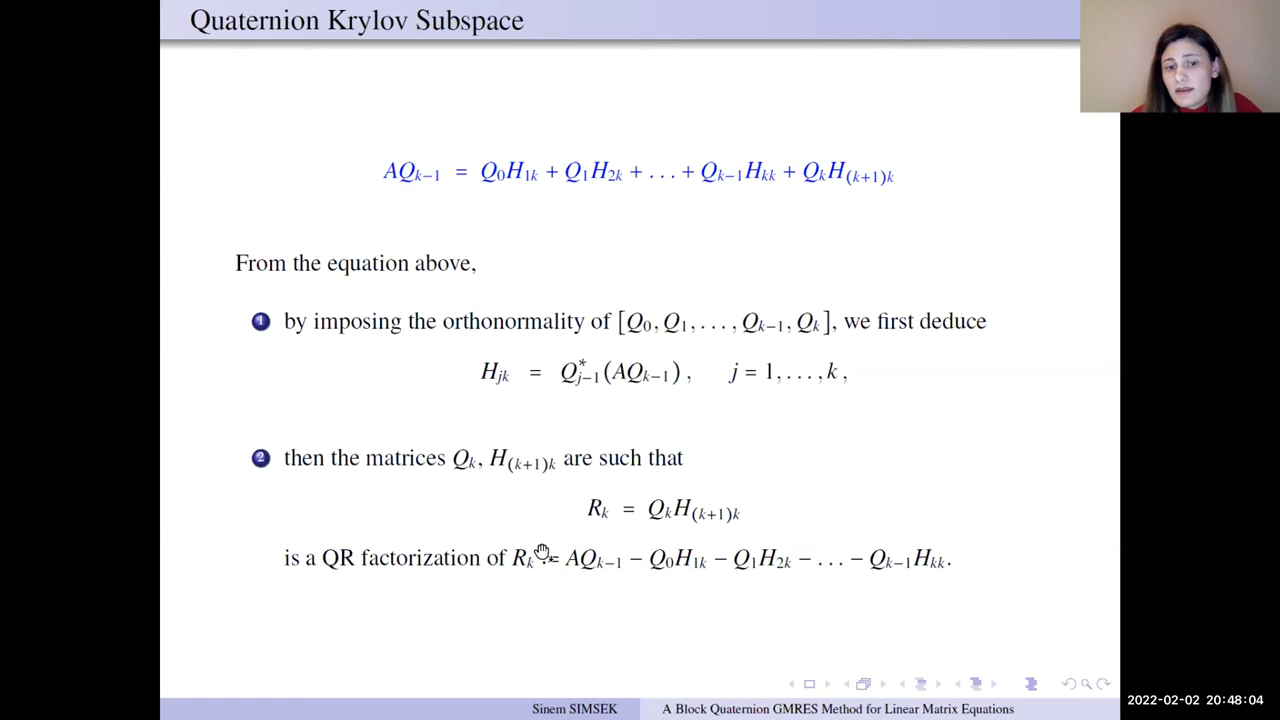 Quaternion Krylov Subspace
AQ_{k−1} = Q_0H_{1k} + Q_1H_{2k} + . . . + Q_{k−1}H_{kk} + Q_kH_{(k+1)k}
From the equation above,
1 by imposing the orthonormality of [Q_0, Q_1, . . . , Q_{k−1}, Q_k], we first deduce
H_{jk} = Q^*_{j−1}(AQ_{k−1}) , j = 1, . . . , k ,
2 then the matrices Q_k, H_{(k+1)k} are such that
R_k = Q_kH_{(k+1)k}
is a QR factorization of R_k := AQ_{k−1} − Q_0H_{1k} − Q_1H_{2k} − . . . − Q_{k−1}H_{kk}.
Sinem SIMSEK A Block Quaternion GMRES Method for Linear Matrix Equations
2022-02-02 20:48:04